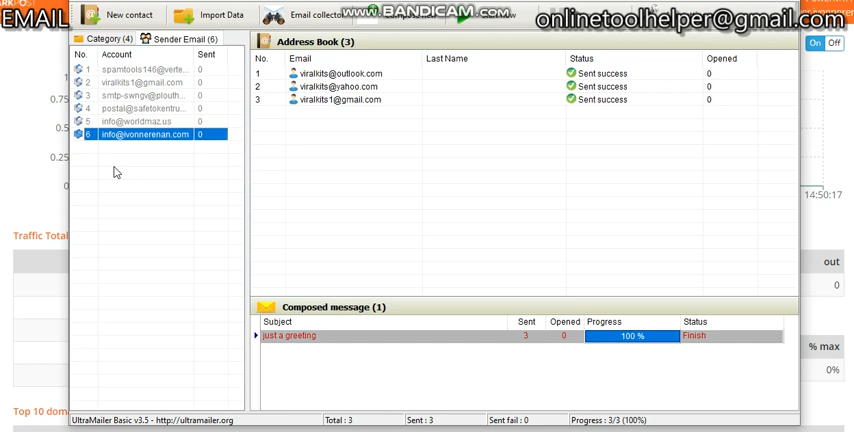 www.BANDICAM.com
EMAIL
onlinetoolhelper@gmail.com
New contact
Import Data
Email collector
On Off
Category (4)
Sender Email (6)
No. Account Sent
1 spamtools146@verte... 0
2 viralkits1@gmail.com 0
3 smtp-swngv@plouth... 0
4 postal@safetokentru... 0
5 info@worldmaz.us 0
6 info@ivonnerenan.com 0
Address Book (3)
No. Email Last Name Status Opened
1 viralkits@outlook.com Sent success 0
2 viralkits@yahoo.com Sent success 0
3 viralkits1@gmail.com Sent success 0
1
0.75
0.5
0.25
0
14:50:17
Traffic Total
out
0
% max
0%
Top 10 dom
Composed message (1)
Subject Sent Opened Progress Status
just a greeting 3 0 100 % Finish
UltraMailer Basic v3.5 - http://ultramailer.org
Total : 3
Sent : 3
Sent fail : 0
Progress : 3/3 (100%)